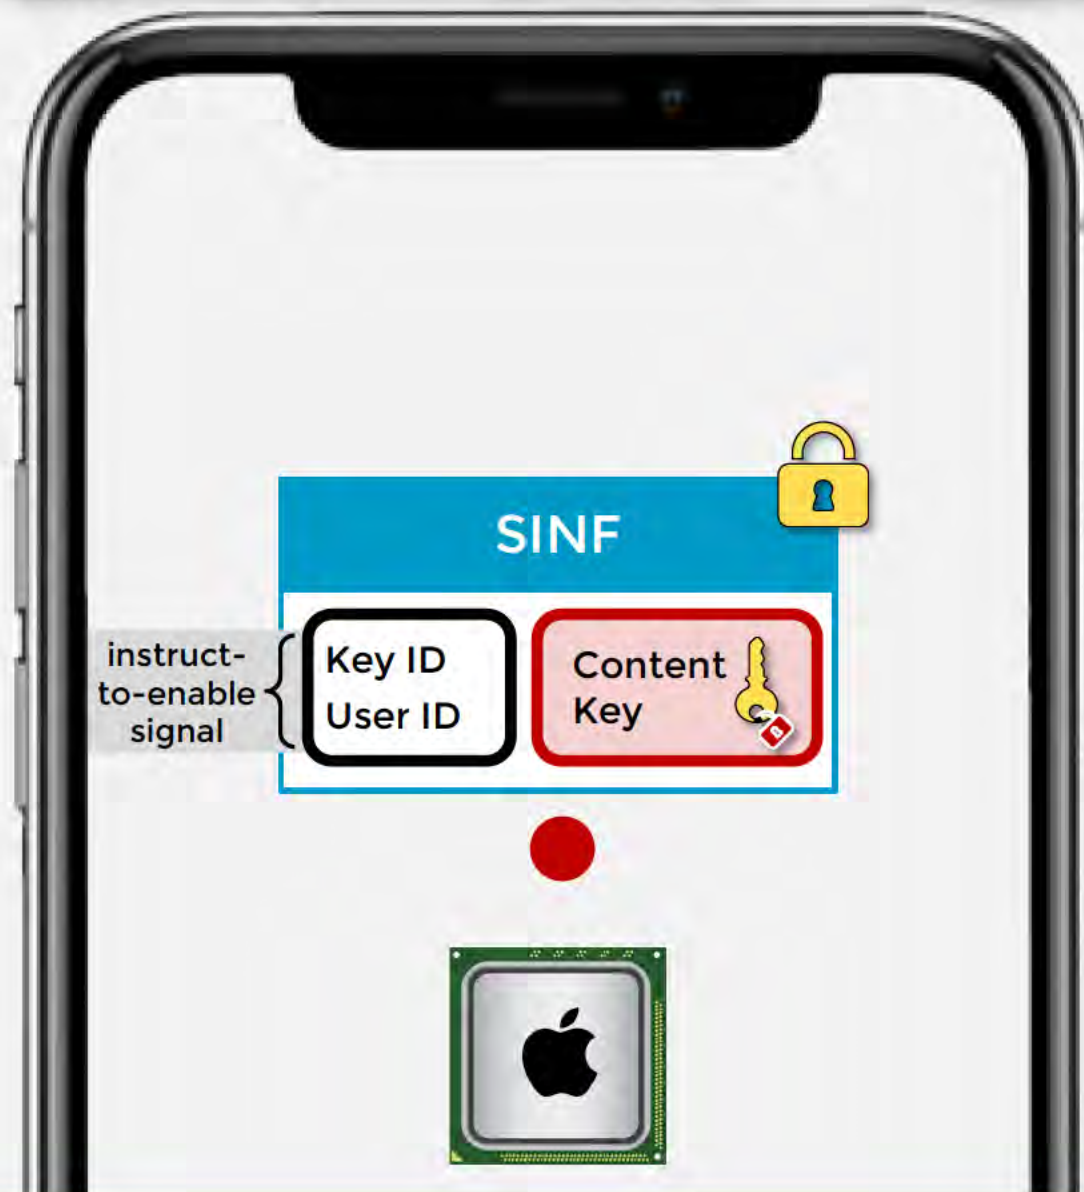 SINF
instruct-
to-enable
signal
Key ID
User ID
Content
Key